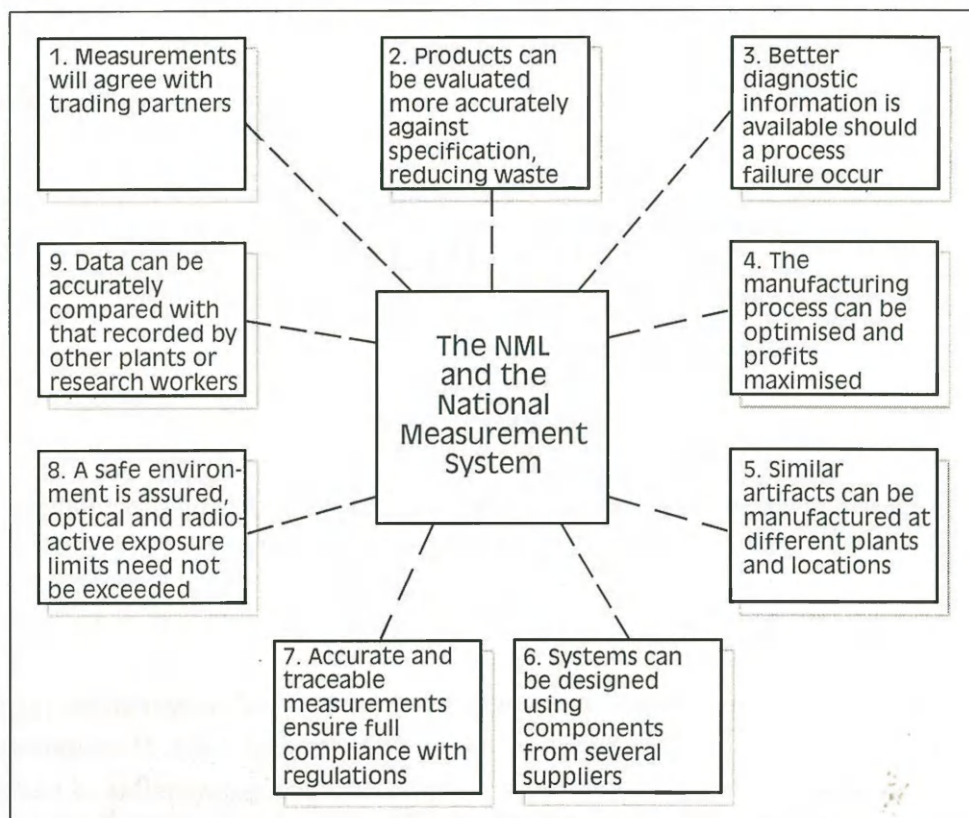 1. Measurements
will agree with
trading partners
2. Products can
be evaluated
more accurately
against
specification,
reducing waste
3. Better
diagnostic
information is
available should
a process
failure occur
9. Data can be
accurately
compared with
that recorded by
other plants or
research workers
The NML
and the
National
Measurement
System
4. The
manufacturing
process can be
optimised and
profits
maximised
8. A safe environ-
ment is assured,
optical and radio-
active exposure
limits need not
be exceeded
5. Similar
artifacts can be
manufactured at
different plants
and locations
7. Accurate and
traceable
measurements
ensure full
compliance with
regulations
6. Systems can
be designed
using
components
from several
suppliers